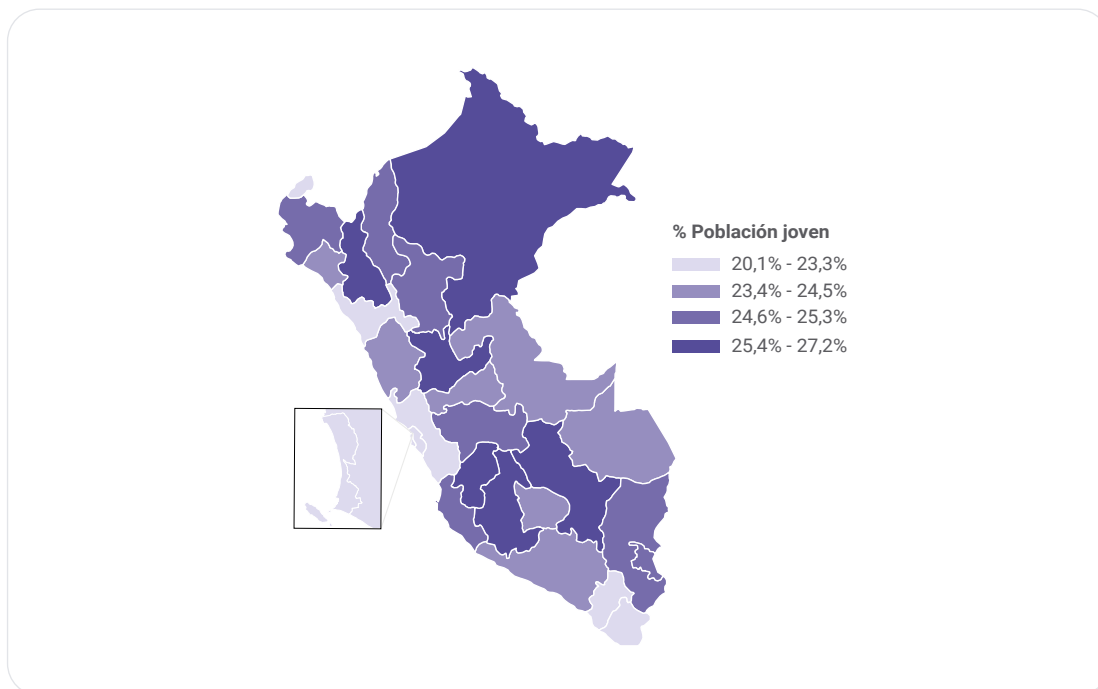 % Población joven
20,1% - 23,3%
23,4% - 24,5%
24,6% - 25,3%
25,4% - 27,2%